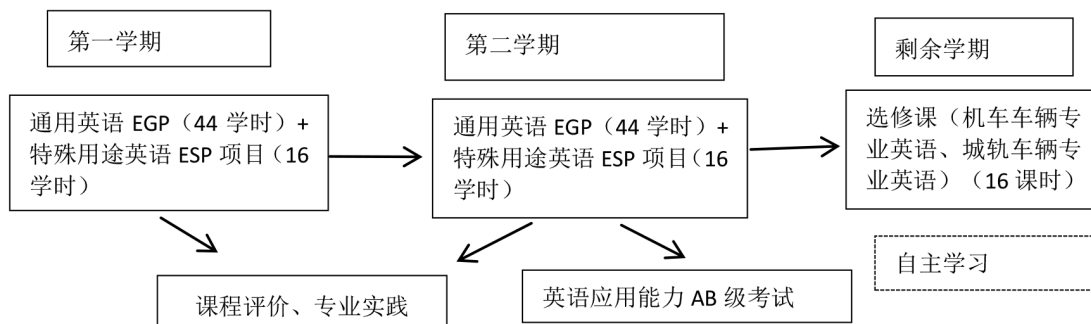 第一学期
第二学期
剩余学期
通用英语 EGP（44 学时）+
特殊用途英语 ESP 项目（16
学时）
通用英语 EGP（44 学时）+
特殊用途英语 ESP 项目（16
学时）
选修课（机车车辆专
业英语、城轨车辆专
业英语）（16 课时）
自主学习
课程评价、专业实践
英语应用能力 AB 级考试